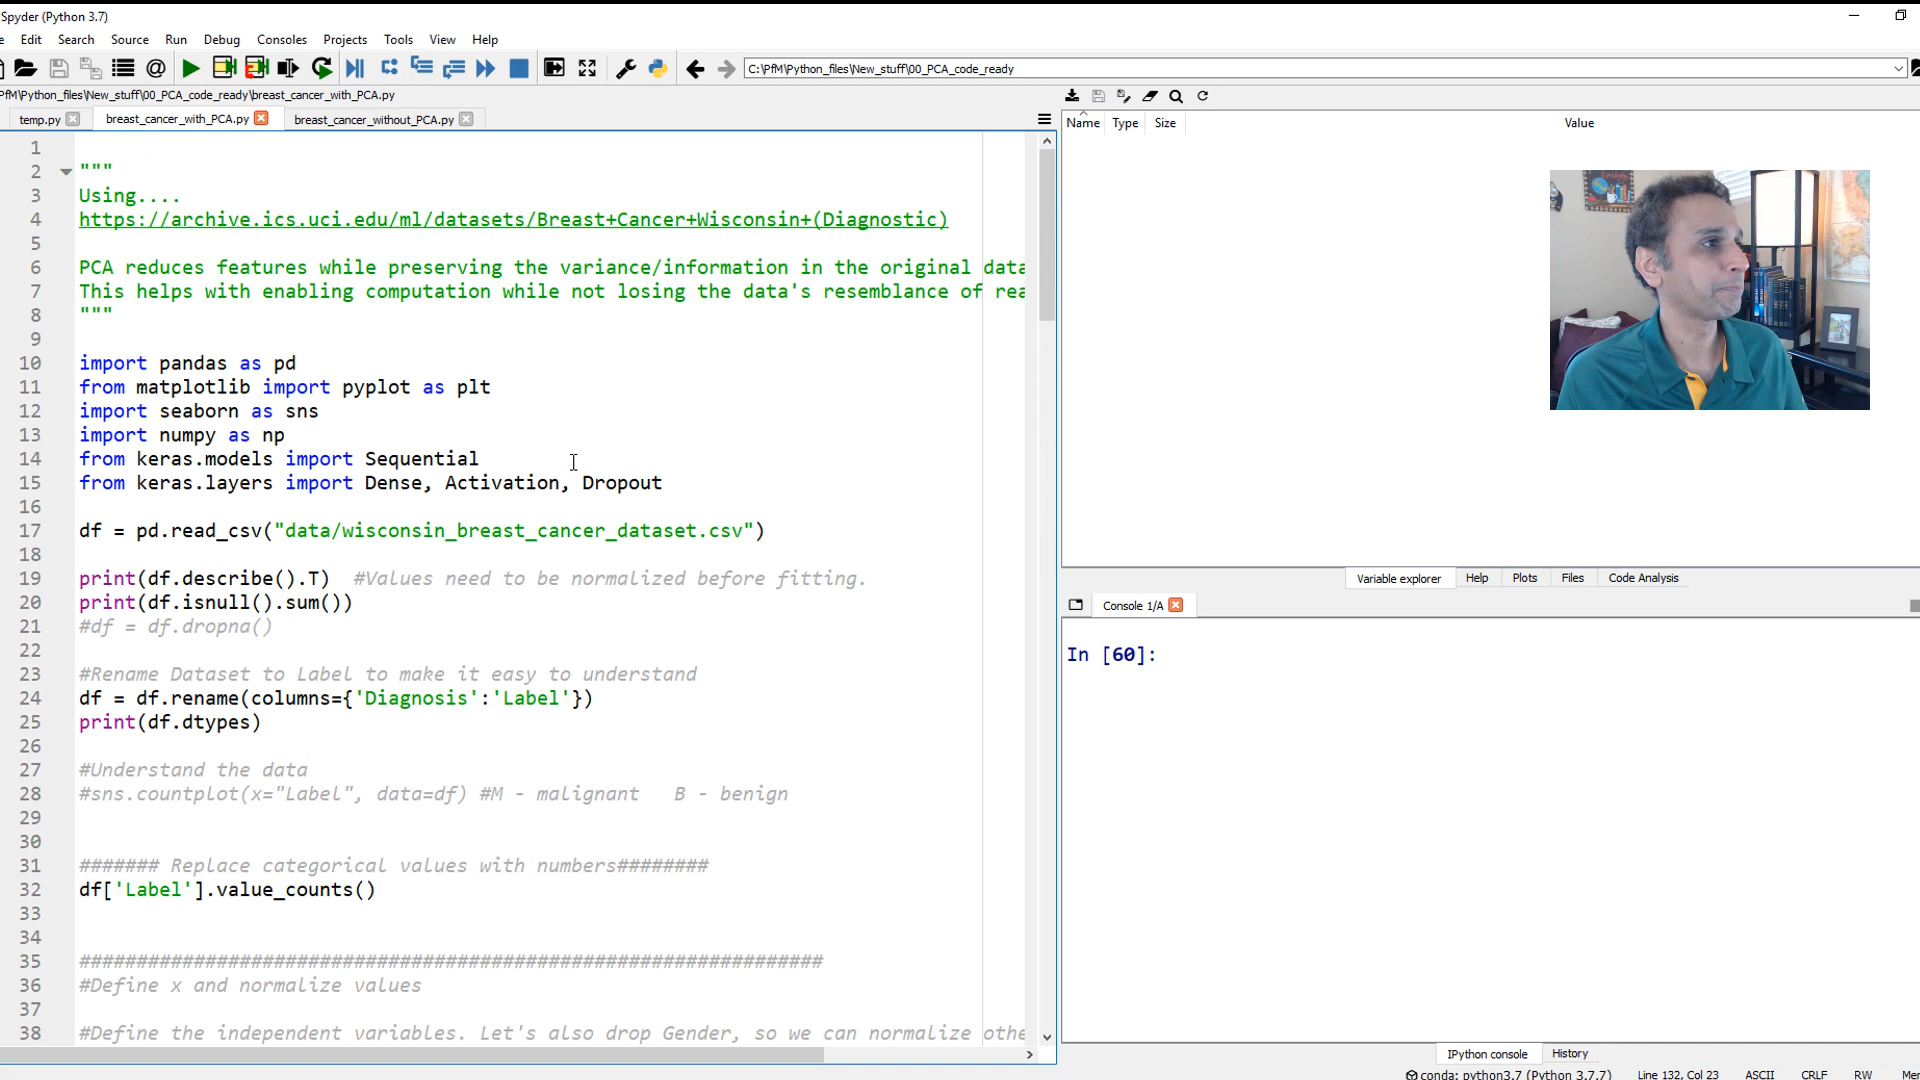 Spyder (Python 3.7)
Edit Search Source Run Debug Consoles Projects Tools View Help
C:\PfM\Python_files\New_stuff\00_PCA_code_ready
PfM\Python_files\New_stuff\00_PCA_code_ready\breast_cancer_with_PCA.py
temp.py breast_cancer_with_PCA.py breast_cancer_without_PCA.py
1
2 """
3 Using....
4 https://archive.ics.uci.edu/ml/datasets/Breast+Cancer+Wisconsin+(Diagnostic)
5
6 PCA reduces features while preserving the variance/information in the original data
7 This helps with enabling computation while not losing the data's resemblance of rea
8 """
9
10 import pandas as pd
11 from matplotlib import pyplot as plt
12 import seaborn as sns
13 import numpy as np
14 from keras.models import Sequential
15 from keras.layers import Dense, Activation, Dropout
16
17 df = pd.read_csv("data/wisconsin_breast_cancer_dataset.csv")
18
19 print(df.describe().T)  #Values need to be normalized before fitting.
20 print(df.isnull().sum())
21 #df = df.dropna()
22
23 #Rename Dataset to Label to make it easy to understand
24 df = df.rename(columns={'Diagnosis':'Label'})
25 print(df.dtypes)
26
27 #Understand the data
28 #sns.countplot(x="Label", data=df) #M - malignant   B - benign
29
30
31 ####### Replace categorical values with numbers########
32 df['Label'].value_counts()
33
34
35 #################################################################
36 #Define x and normalize values
37
38 #Define the independent variables. Let's also drop Gender, so we can normalize othe
Name Type Size Value
Variable explorer Help Plots Files Code Analysis
Console 1/A
In [60]:
IPython console History
conda: python3.7 (Python 3.7.7) Line 132, Col 23 ASCII CRLF RW Mem